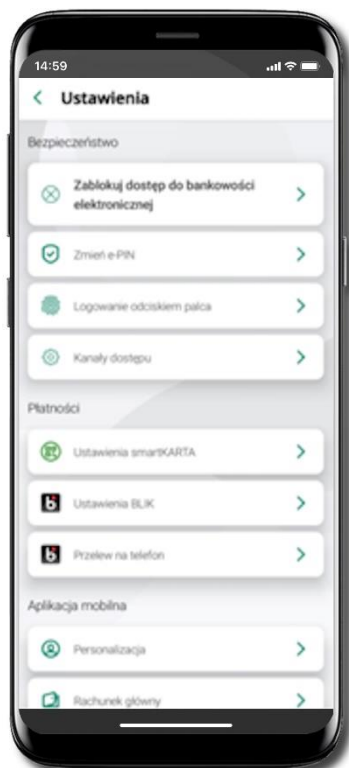 14:59
Ustawienia
Bezpieczeństwo
Zablokuj dostęp do bankowości
elektronicznej
Zmień e-PIN
Logowanie odciskiem palca
Kanały dostępu
Płatności
Ustawienia smartKARTA
Ustawienia BLIK
Przelew na telefon
Aplikacja mobilna
Personalizacja
Rachunek główny